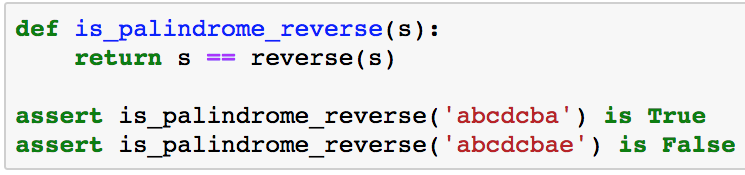 def is_palindrome_reverse(s):
    return s == reverse(s)
assert is_palindrome_reverse('abcdcba') is True
assert is_palindrome_reverse('abcdcbae') is False